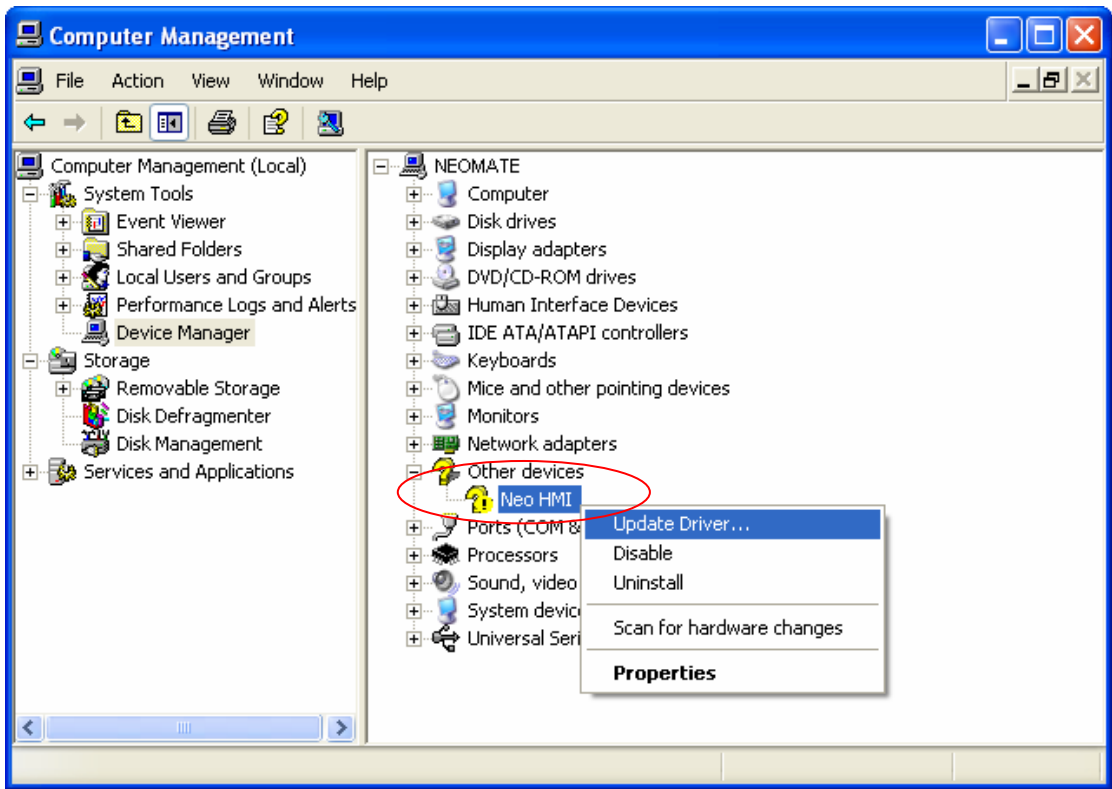 Computer Management
File Action View Window Help
Computer Management (Local)
System Tools
Event Viewer
Shared Folders
Local Users and Groups
Performance Logs and Alerts
Device Manager
Storage
Removable Storage
Disk Defragmenter
Disk Management
Services and Applications
NEOMATE
Computer
Disk drives
Display adapters
DVD/CD-ROM drives
Human Interface Devices
IDE ATA/ATAPI controllers
Keyboards
Mice and other pointing devices
Monitors
Network adapters
Other devices
Neo HMI
Ports (COM &
Processors
Sound, video
System devic
Universal Seri
Update Driver...
Disable
Uninstall
Scan for hardware changes
Properties